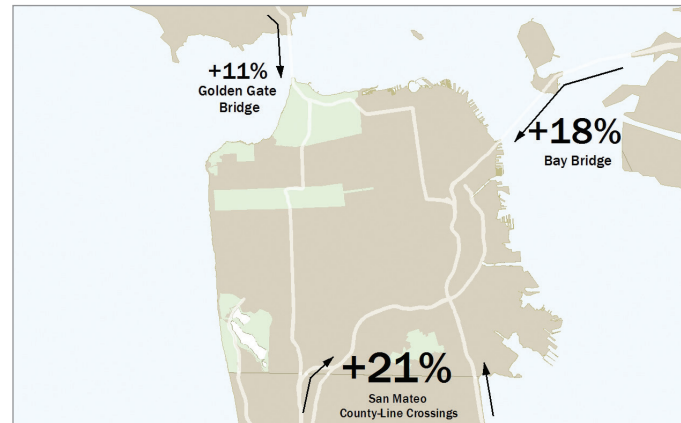 +11%
Golden Gate
Bridge
+18%
Bay Bridge
+21%
San Mateo
County-Line Crossings